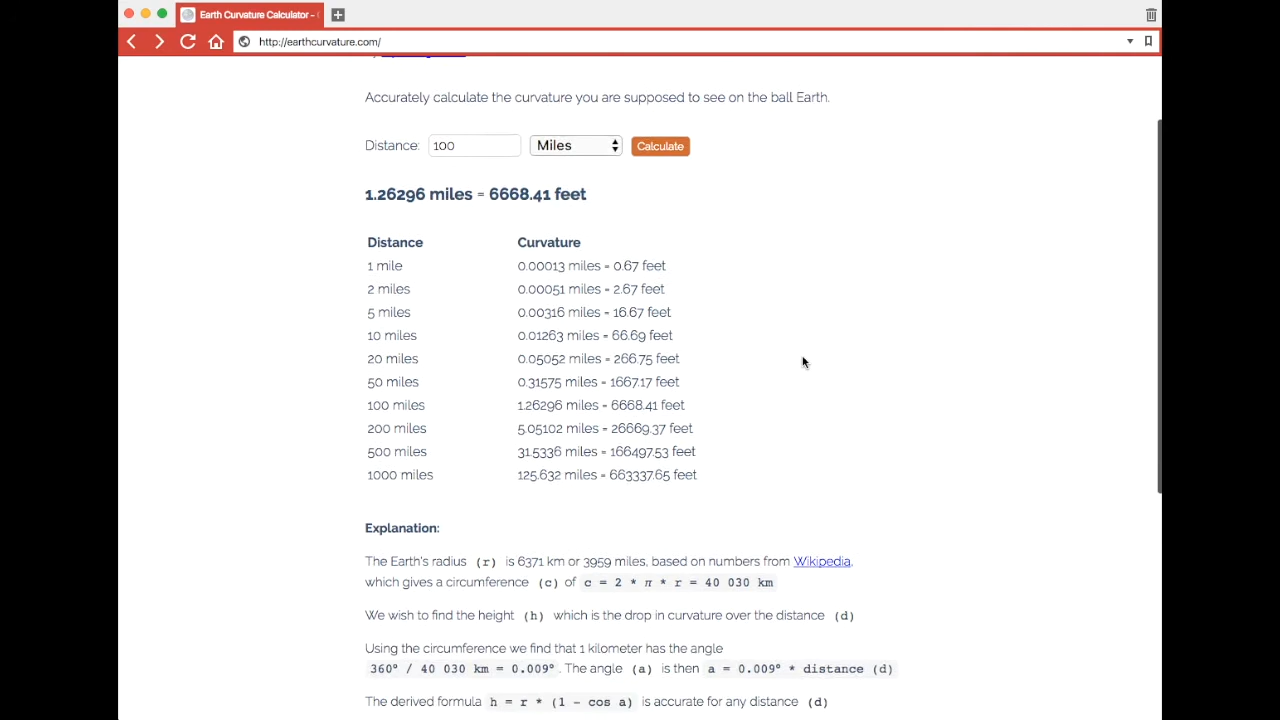 Earth Curvature Calculator -
http://earthcurvature.com/
Accurately calculate the curvature you are supposed to see on the ball Earth.
Distance: 100 Miles Calculate
1.26296 miles = 6668.41 feet
Distance Curvature
1 mile 0.00013 miles = 0.67 feet
2 miles 0.00051 miles = 2.67 feet
5 miles 0.00316 miles = 16.67 feet
10 miles 0.01263 miles = 66.69 feet
20 miles 0.05052 miles = 266.75 feet
50 miles 0.31575 miles = 1667.17 feet
100 miles 1.26296 miles = 6668.41 feet
200 miles 5.05102 miles = 26669.37 feet
500 miles 31.5336 miles = 166497.53 feet
1000 miles 125.632 miles = 663337.65 feet
Explanation:
The Earth's radius (r) is 6371 km or 3959 miles, based on numbers from Wikipedia,
which gives a circumference (c) of c = 2 * π * r = 40 030 km
We wish to find the height (h) which is the drop in curvature over the distance (d)
Using the circumference we find that 1 kilometer has the angle
360° / 40 030 km = 0.009°. The angle (a) is then a = 0.009° * distance (d)
The derived formula h = r * (1 - cos a) is accurate for any distance (d)